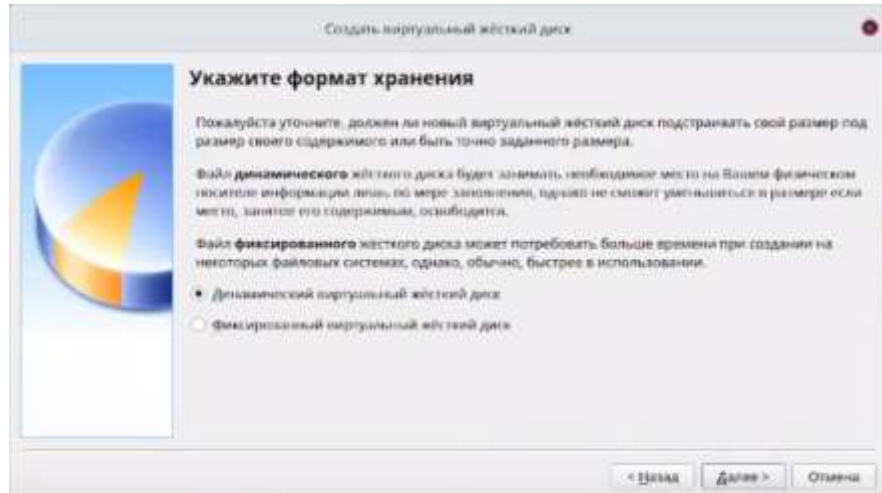 Создать виртуальный жёсткий диск
Укажите формат хранения
Пожалуйста уточните, должен ли новый виртуальный жёсткий диск подстраивать свой размер под
размер своего содержимого или быть точно заданного размера.
Файл динамического жёсткого диска будет занимать необходимое место на Вашем физическом
носителе информации лишь по мере заполнения, однако не сможет уменьшиться в размере если
место, занятое его содержимым, освободится.
Файл фиксированного жёсткого диска может потребовать больше времени при создании на
некоторых файловых системах, однако, обычно, быстрее в использовании.
Динамический виртуальный жёсткий диск
Фиксированный виртуальный жёсткий диск
< Назад Далее > Отмена